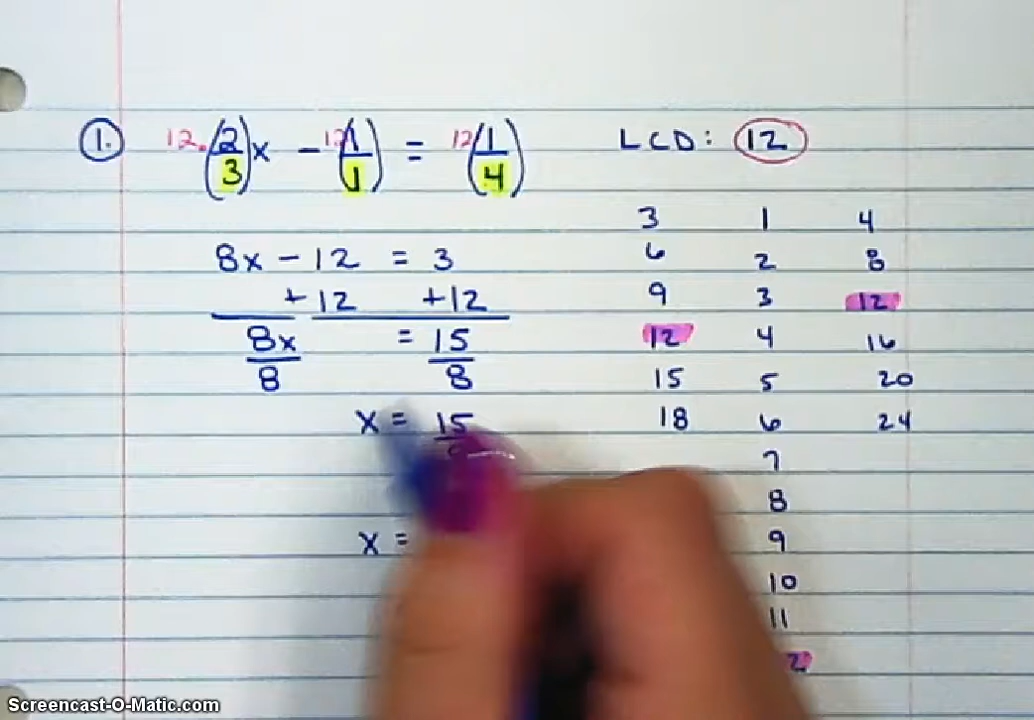 1. 12·(2/3)x - 12(1/1) = 12(1/4) LCD: 12
8x - 12 = 3
+12 +12
8x/8 = 15/8
x = 15
x =
3 1 4
6 2 8
9 3 12
12 4 16
15 5 20
18 6 24
7
8
9
10
11
2
Screencast-O-Matic.com